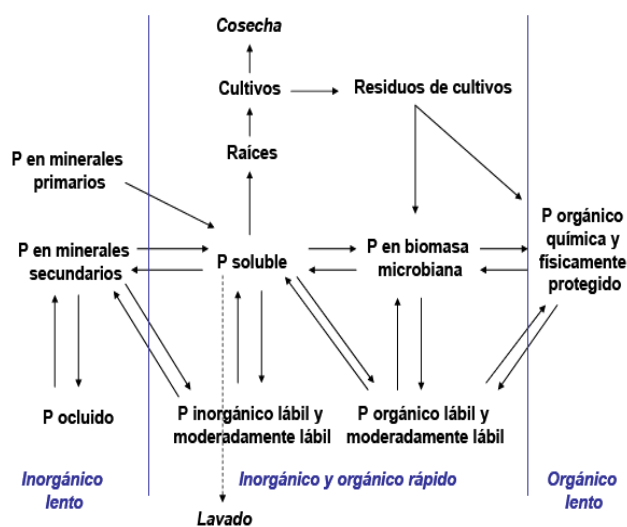 Cosecha
Cultivos
Residuos de cultivos
Raíces
P en minerales
primarios
P en minerales
secundarios
P soluble
P en biomasa
microbiana
P orgánico
química y
físicamente
protegido
P ocluido
P inorgánico lábil y
moderadamente lábil
P orgánico lábil y
moderadamente lábil
Inorgánico
lento
Inorgánico y orgánico rápido
Orgánico
lento
Lavado